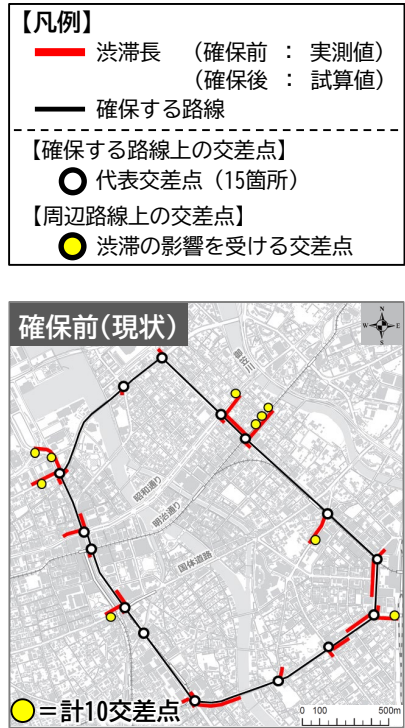 【凡例】
渋滞長 (確保前 : 実測値)
(確保後 : 試算値)
確保する路線
【確保する路線上の交差点】
代表交差点 (15箇所)
【周辺路線上の交差点】
渋滞の影響を受ける交差点
確保前(現状)
N
W
E
S
昭和通り
明治通り
国体道路
=計10交差点
0 100 500m